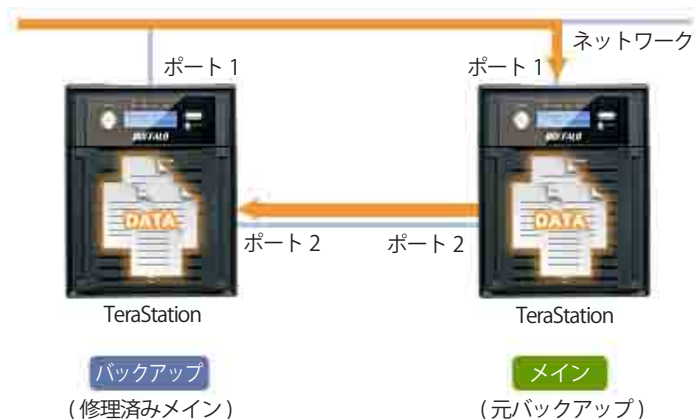 ネットワーク
ポート 1
ポート 1
BUFFALO
BUFFALO
DATA
DATA
ポート 2
ポート 2
TeraStation
TeraStation
バックアップ
メイン
( 修理済みメイン )
( 元バックアップ )